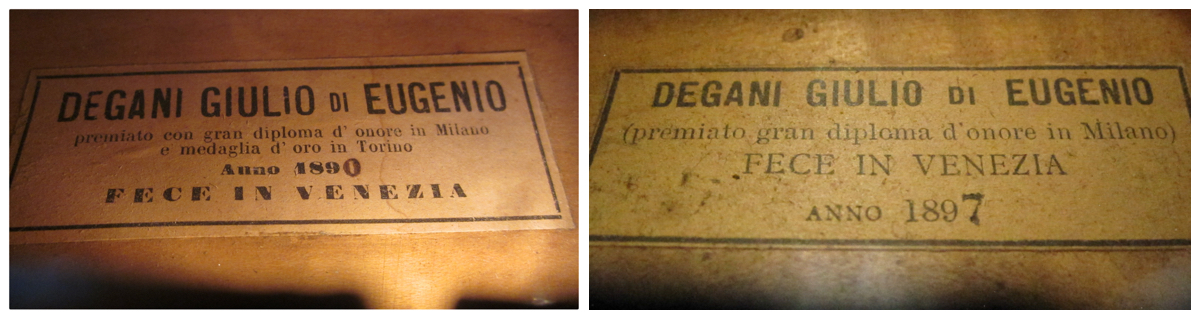 DEGANI GIULIO DI EUGENIO
premiato con gran diploma d' onore in Milano
e medaglia d' oro in Torino
Anno 1890
FECE IN VENEZIA
DEGANI GIULIO DI EUGENIO
(premiato gran diploma d'onore in Milano)
FECE IN VENEZIA
ANNO 1897